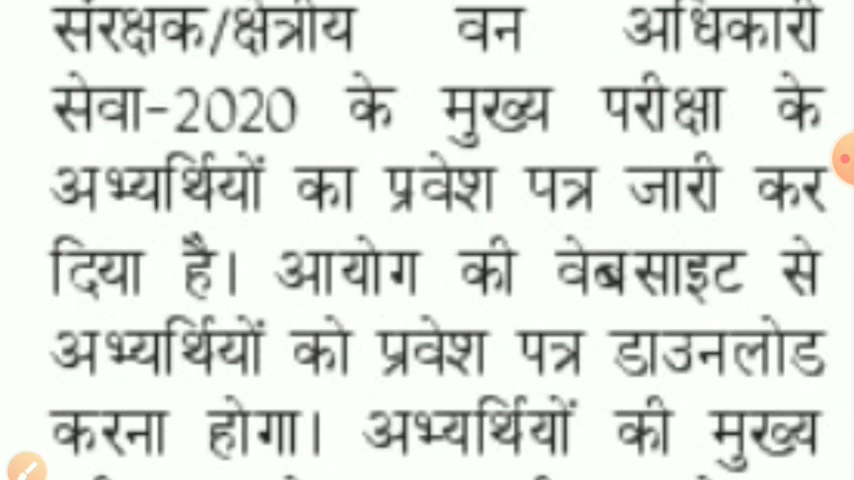 संरक्षक/क्षेत्रीय वन अधिकारी
सेवा-2020 के मुख्य परीक्षा के
अभ्यर्थियों का प्रवेश पत्र जारी कर
दिया है। आयोग की वेबसाइट से
अभ्यर्थियों को प्रवेश पत्र डाउनलोड
करना होगा। अभ्यर्थियों की मुख्य